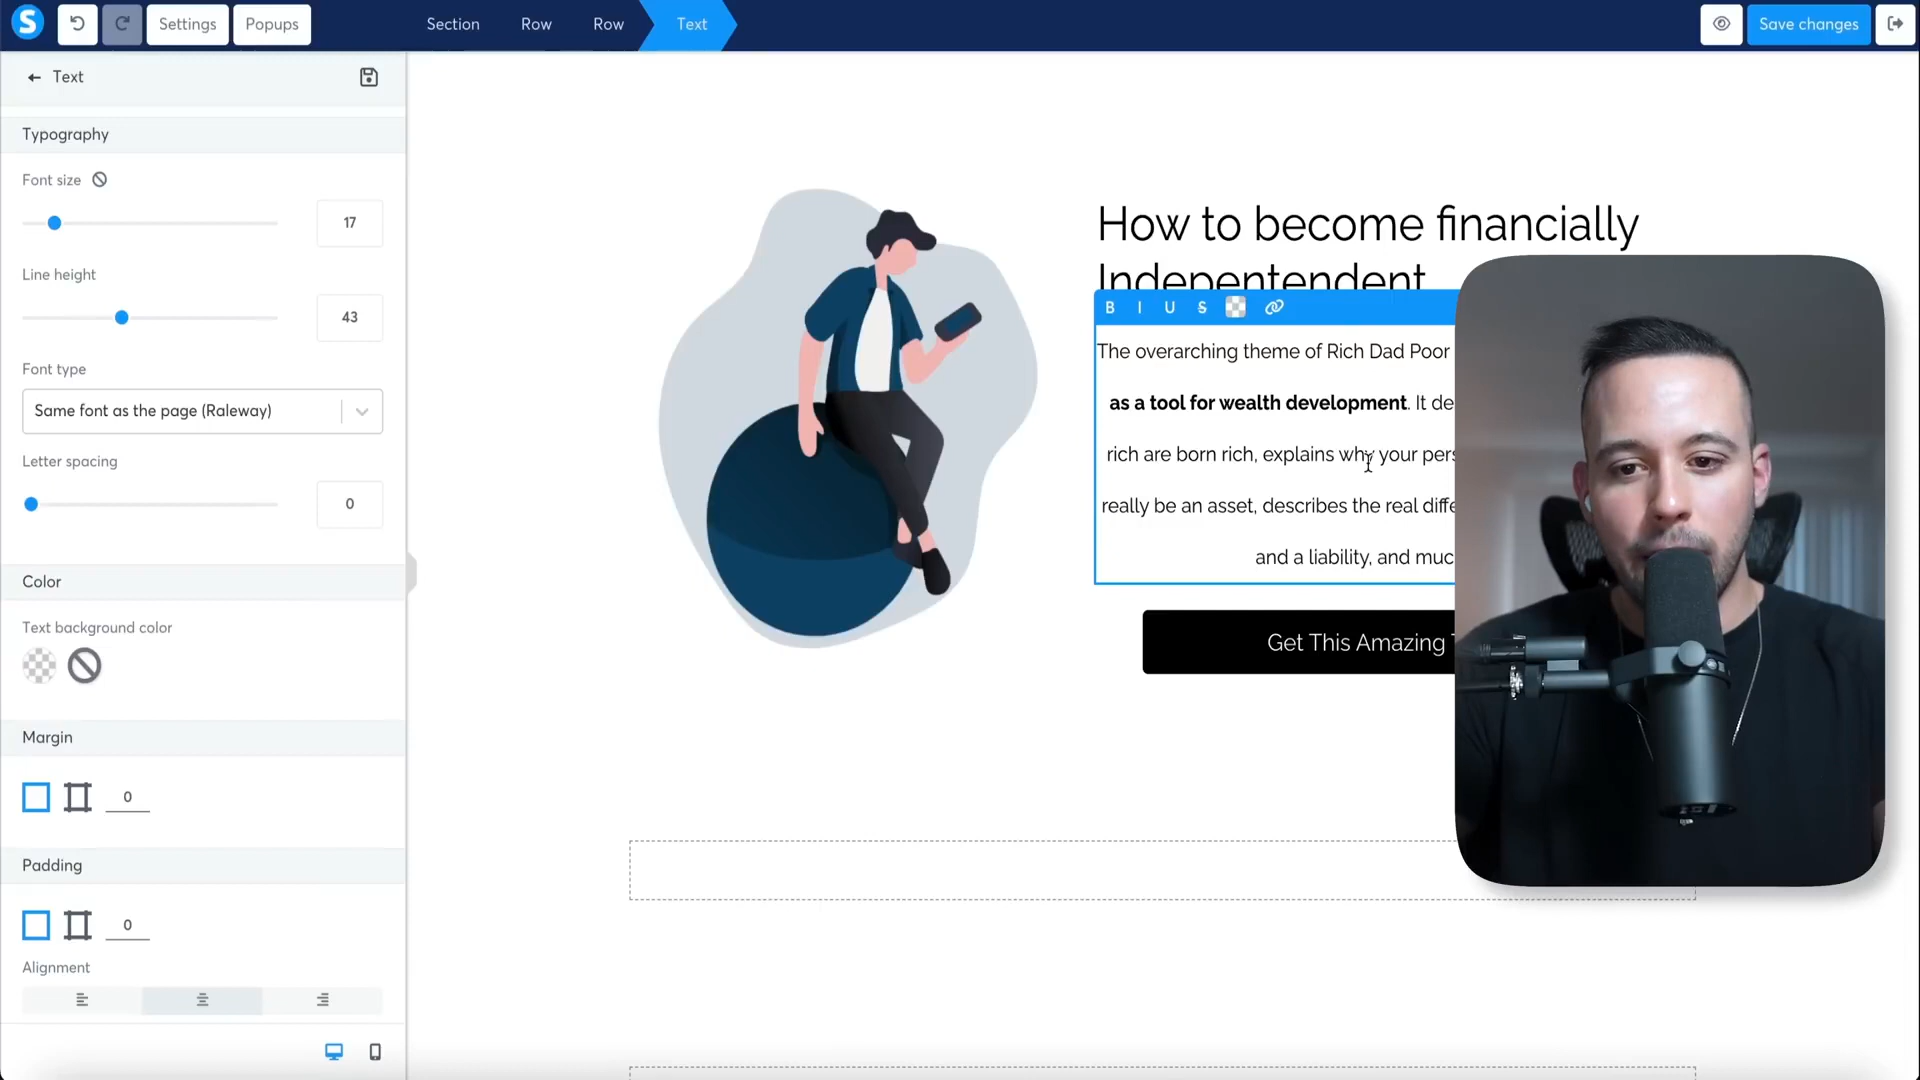 S
Settings
Popups
Section
Row
Row
Text
Save changes
Text
Typography
Font size
17
Line height
43
Font type
Same font as the page (Raleway)
Letter spacing
0
Color
Text background color
Margin
0
Padding
0
Alignment
How to become financially
Indepentendent
B I U S
The overarching theme of Rich Dad Poor
as a tool for wealth development. It de
rich are born rich, explains why your pers
really be an asset, describes the real diffe
and a liability, and muc
Get This Amazing